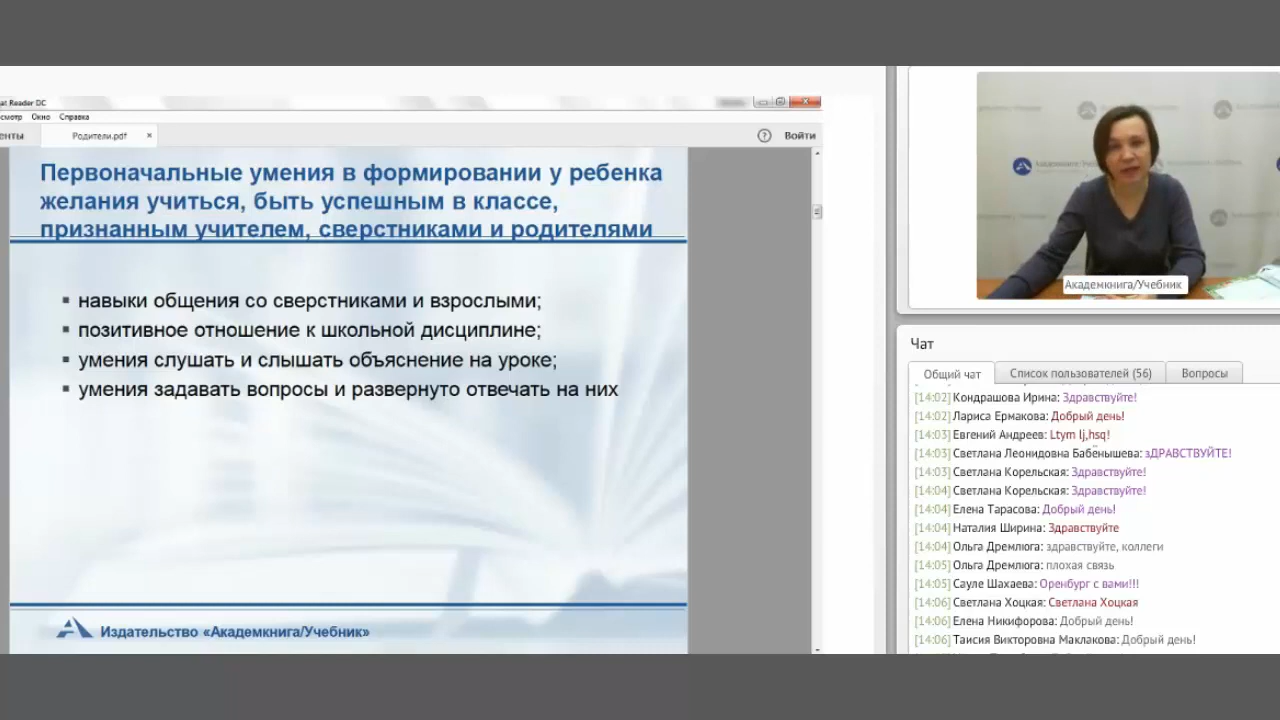 at Reader DC
смотр Окно Справка
енты Родители.pdf × ? Войти
Первоначальные умения в формировании у ребенка
желания учиться, быть успешным в классе,
признанным учителем, сверстниками и родителями
▪ навыки общения со сверстниками и взрослыми;
▪ позитивное отношение к школьной дисциплине;
▪ умения слушать и слышать объяснение на уроке;
▪ умения задавать вопросы и развернуто отвечать на них
Издательство «Академкнига/Учебник»
Академкнига/Учебник
Чат
Общий чат Список пользователей (56) Вопросы
[14:02] Кондрашова Ирина: Здравствуйте!
[14:02] Лариса Ермакова: Добрый день!
[14:03] Евгений Андреев: Ltym lj,hsq!
[14:03] Светлана Леонидовна Бабёнышева: зДРАВСТВУЙТЕ!
[14:03] Светлана Корельская: Здравствуйте!
[14:04] Светлана Корельская: Здравствуйте!
[14:04] Елена Тарасова: Добрый день!
[14:04] Наталия Ширина: Здравствуйте
[14:04] Ольга Дремлюга: здравствуйте, коллеги
[14:05] Ольга Дремлюга: плохая связь
[14:05] Сауле Шахаева: Оренбург с вами!!!
[14:06] Светлана Хоцкая: Светлана Хоцкая
[14:06] Елена Никифорова: Добрый день!
[14:06] Таисия Викторовна Маклакова: Добрый день!